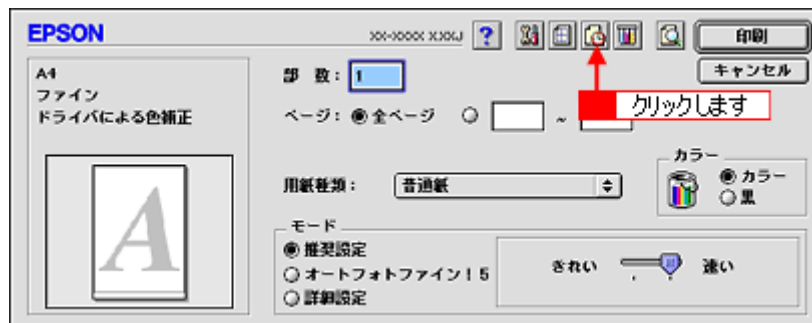 EPSON
XX-XXXX X.XX.J
?
印刷
キャンセル
A4
ファイン
ドライバによる色補正
部 数: 1
クリックします
ページ: 全ページ ~
カラー
カラー
黒
用紙種類: 普通紙
モード
推奨設定
オートフォトファイン!5
詳細設定
きれい 速い
A